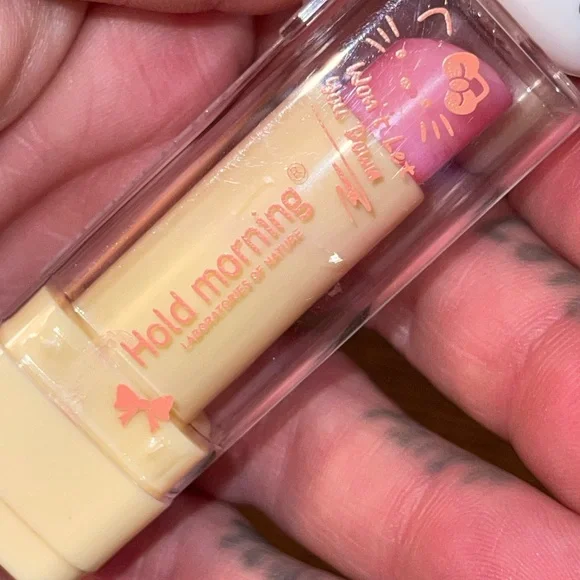 Won't Let
you Down
Hold morning®
LABORATORIES OF NATURE